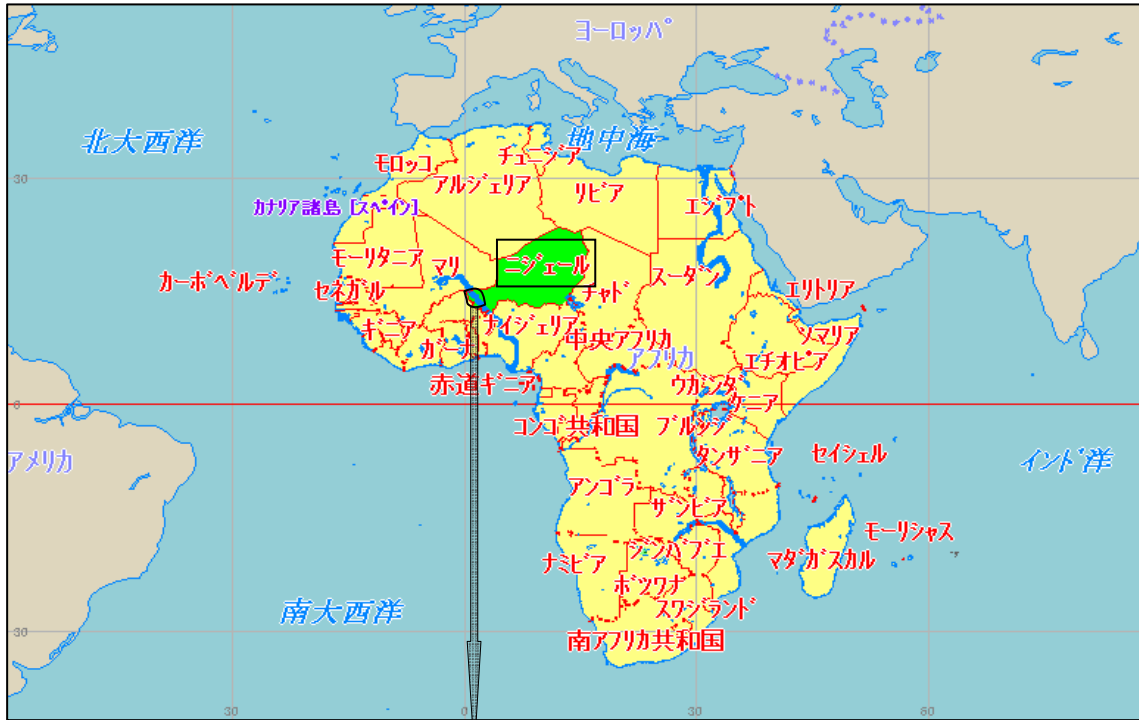 ヨーロッパ
北大西洋
地中海
モロッコ
チュニジア
30
アルジェリア
リビア
エジプト
カナリア諸島 [スペイン]
モーリタニア
マリ
ニジェール
スーダン
カーボベルデ
セネガル
チャド
エリトリア
ギニア
ナイジェリア
ソマリア
ガーナ
中央アフリカ
アフリカ
エチオピア
赤道ギニア
ウガンダ
ケニア
0
コンゴ共和国
ブルンジ
アメリカ
タンザニア
セイシェル
インド洋
アンゴラ
ザンビア
モーリシャス
ナミビア
ジンバブエ
マダガスカル
ボツワナ
南大西洋
スワジランド
30
南アフリカ共和国
30
0
30
60